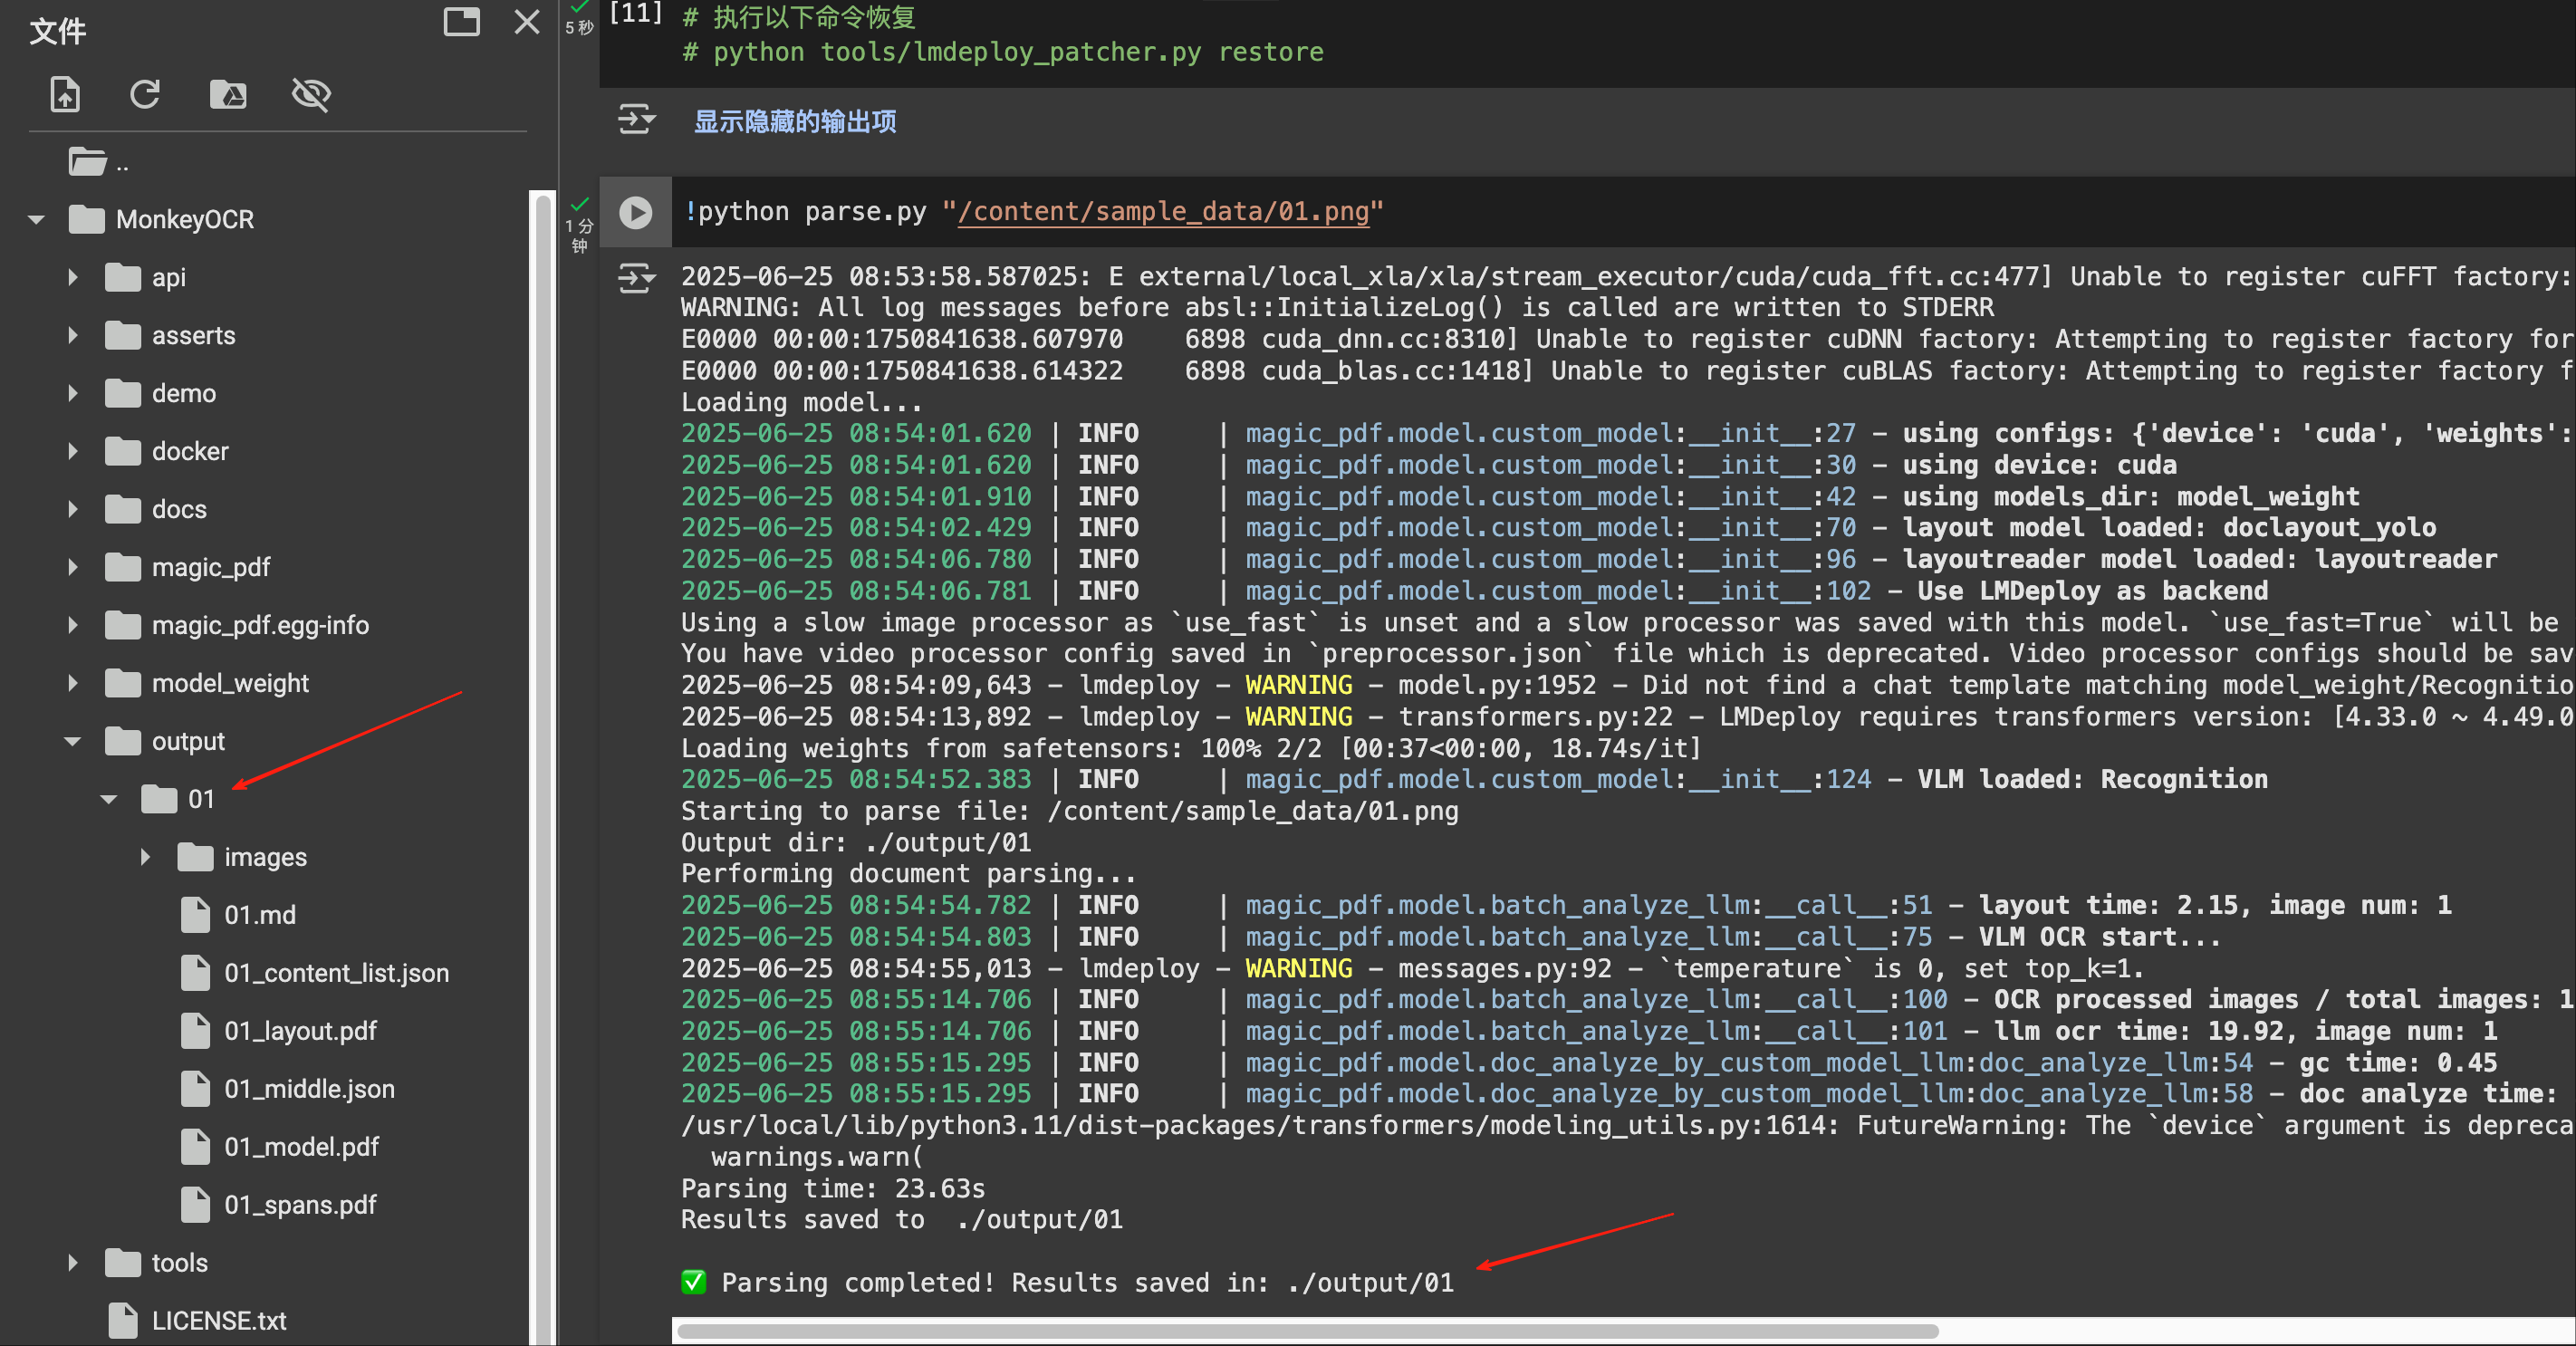 文件
..
MonkeyOCR
api
asserts
demo
docker
docs
magic_pdf
magic_pdf.egg-info
model_weight
output
01
images
01.md
01_content_list.json
01_layout.pdf
01_middle.json
01_model.pdf
01_spans.pdf
tools
LICENSE.txt
5 秒
[11]
# 执行以下命令恢复
# python tools/lmdeploy_patcher.py restore
显示隐藏的输出项
1 分
钟
!python parse.py "/content/sample_data/01.png"
2025-06-25 08:53:58.587025: E external/local_xla/xla/stream_executor/cuda/cuda_fft.cc:477] Unable to register cuFFT factory:
WARNING: All log messages before absl::InitializeLog() is called are written to STDERR
E0000 00:00:1750841638.607970    6898 cuda_dnn.cc:8310] Unable to register cuDNN factory: Attempting to register factory for
E0000 00:00:1750841638.614322    6898 cuda_blas.cc:1418] Unable to register cuBLAS factory: Attempting to register factory f
Loading model...
2025-06-25 08:54:01.620 | INFO     | magic_pdf.model.custom_model:__init__:27 - using configs: {'device': 'cuda', 'weights':
2025-06-25 08:54:01.620 | INFO     | magic_pdf.model.custom_model:__init__:30 - using device: cuda
2025-06-25 08:54:01.910 | INFO     | magic_pdf.model.custom_model:__init__:42 - using models_dir: model_weight
2025-06-25 08:54:02.429 | INFO     | magic_pdf.model.custom_model:__init__:70 - layout model loaded: doclayout_yolo
2025-06-25 08:54:06.780 | INFO     | magic_pdf.model.custom_model:__init__:96 - layoutreader model loaded: layoutreader
2025-06-25 08:54:06.781 | INFO     | magic_pdf.model.custom_model:__init__:102 - Use LMDeploy as backend
Using a slow image processor as `use_fast` is unset and a slow processor was saved with this model. `use_fast=True` will be
You have video processor config saved in `preprocessor.json` file which is deprecated. Video processor configs should be sav
2025-06-25 08:54:09,643 - lmdeploy - WARNING - model.py:1952 - Did not find a chat template matching model_weight/Recognitio
2025-06-25 08:54:13,892 - lmdeploy - WARNING - transformers.py:22 - LMDeploy requires transformers version: [4.33.0 ~ 4.49.0
Loading weights from safetensors: 100% 2/2 [00:37<00:00, 18.74s/it]
2025-06-25 08:54:52.383 | INFO     | magic_pdf.model.custom_model:__init__:124 - VLM loaded: Recognition
Starting to parse file: /content/sample_data/01.png
Output dir: ./output/01
Performing document parsing...
2025-06-25 08:54:54.782 | INFO     | magic_pdf.model.batch_analyze_llm:__call__:51 - layout time: 2.15, image num: 1
2025-06-25 08:54:54.803 | INFO     | magic_pdf.model.batch_analyze_llm:__call__:75 - VLM OCR start...
2025-06-25 08:54:55,013 - lmdeploy - WARNING - messages.py:92 - `temperature` is 0, set top_k=1.
2025-06-25 08:55:14.706 | INFO     | magic_pdf.model.batch_analyze_llm:__call__:100 - OCR processed images / total images: 1
2025-06-25 08:55:14.706 | INFO     | magic_pdf.model.batch_analyze_llm:__call__:101 - llm ocr time: 19.92, image num: 1
2025-06-25 08:55:15.295 | INFO     | magic_pdf.model.doc_analyze_by_custom_model_llm:doc_analyze_llm:54 - gc time: 0.45
2025-06-25 08:55:15.295 | INFO     | magic_pdf.model.doc_analyze_by_custom_model_llm:doc_analyze_llm:58 - doc analyze time:
/usr/local/lib/python3.11/dist-packages/transformers/modeling_utils.py:1614: FutureWarning: The `device` argument is depreca
  warnings.warn(
Parsing time: 23.63s
Results saved to  ./output/01
✅ Parsing completed! Results saved in: ./output/01